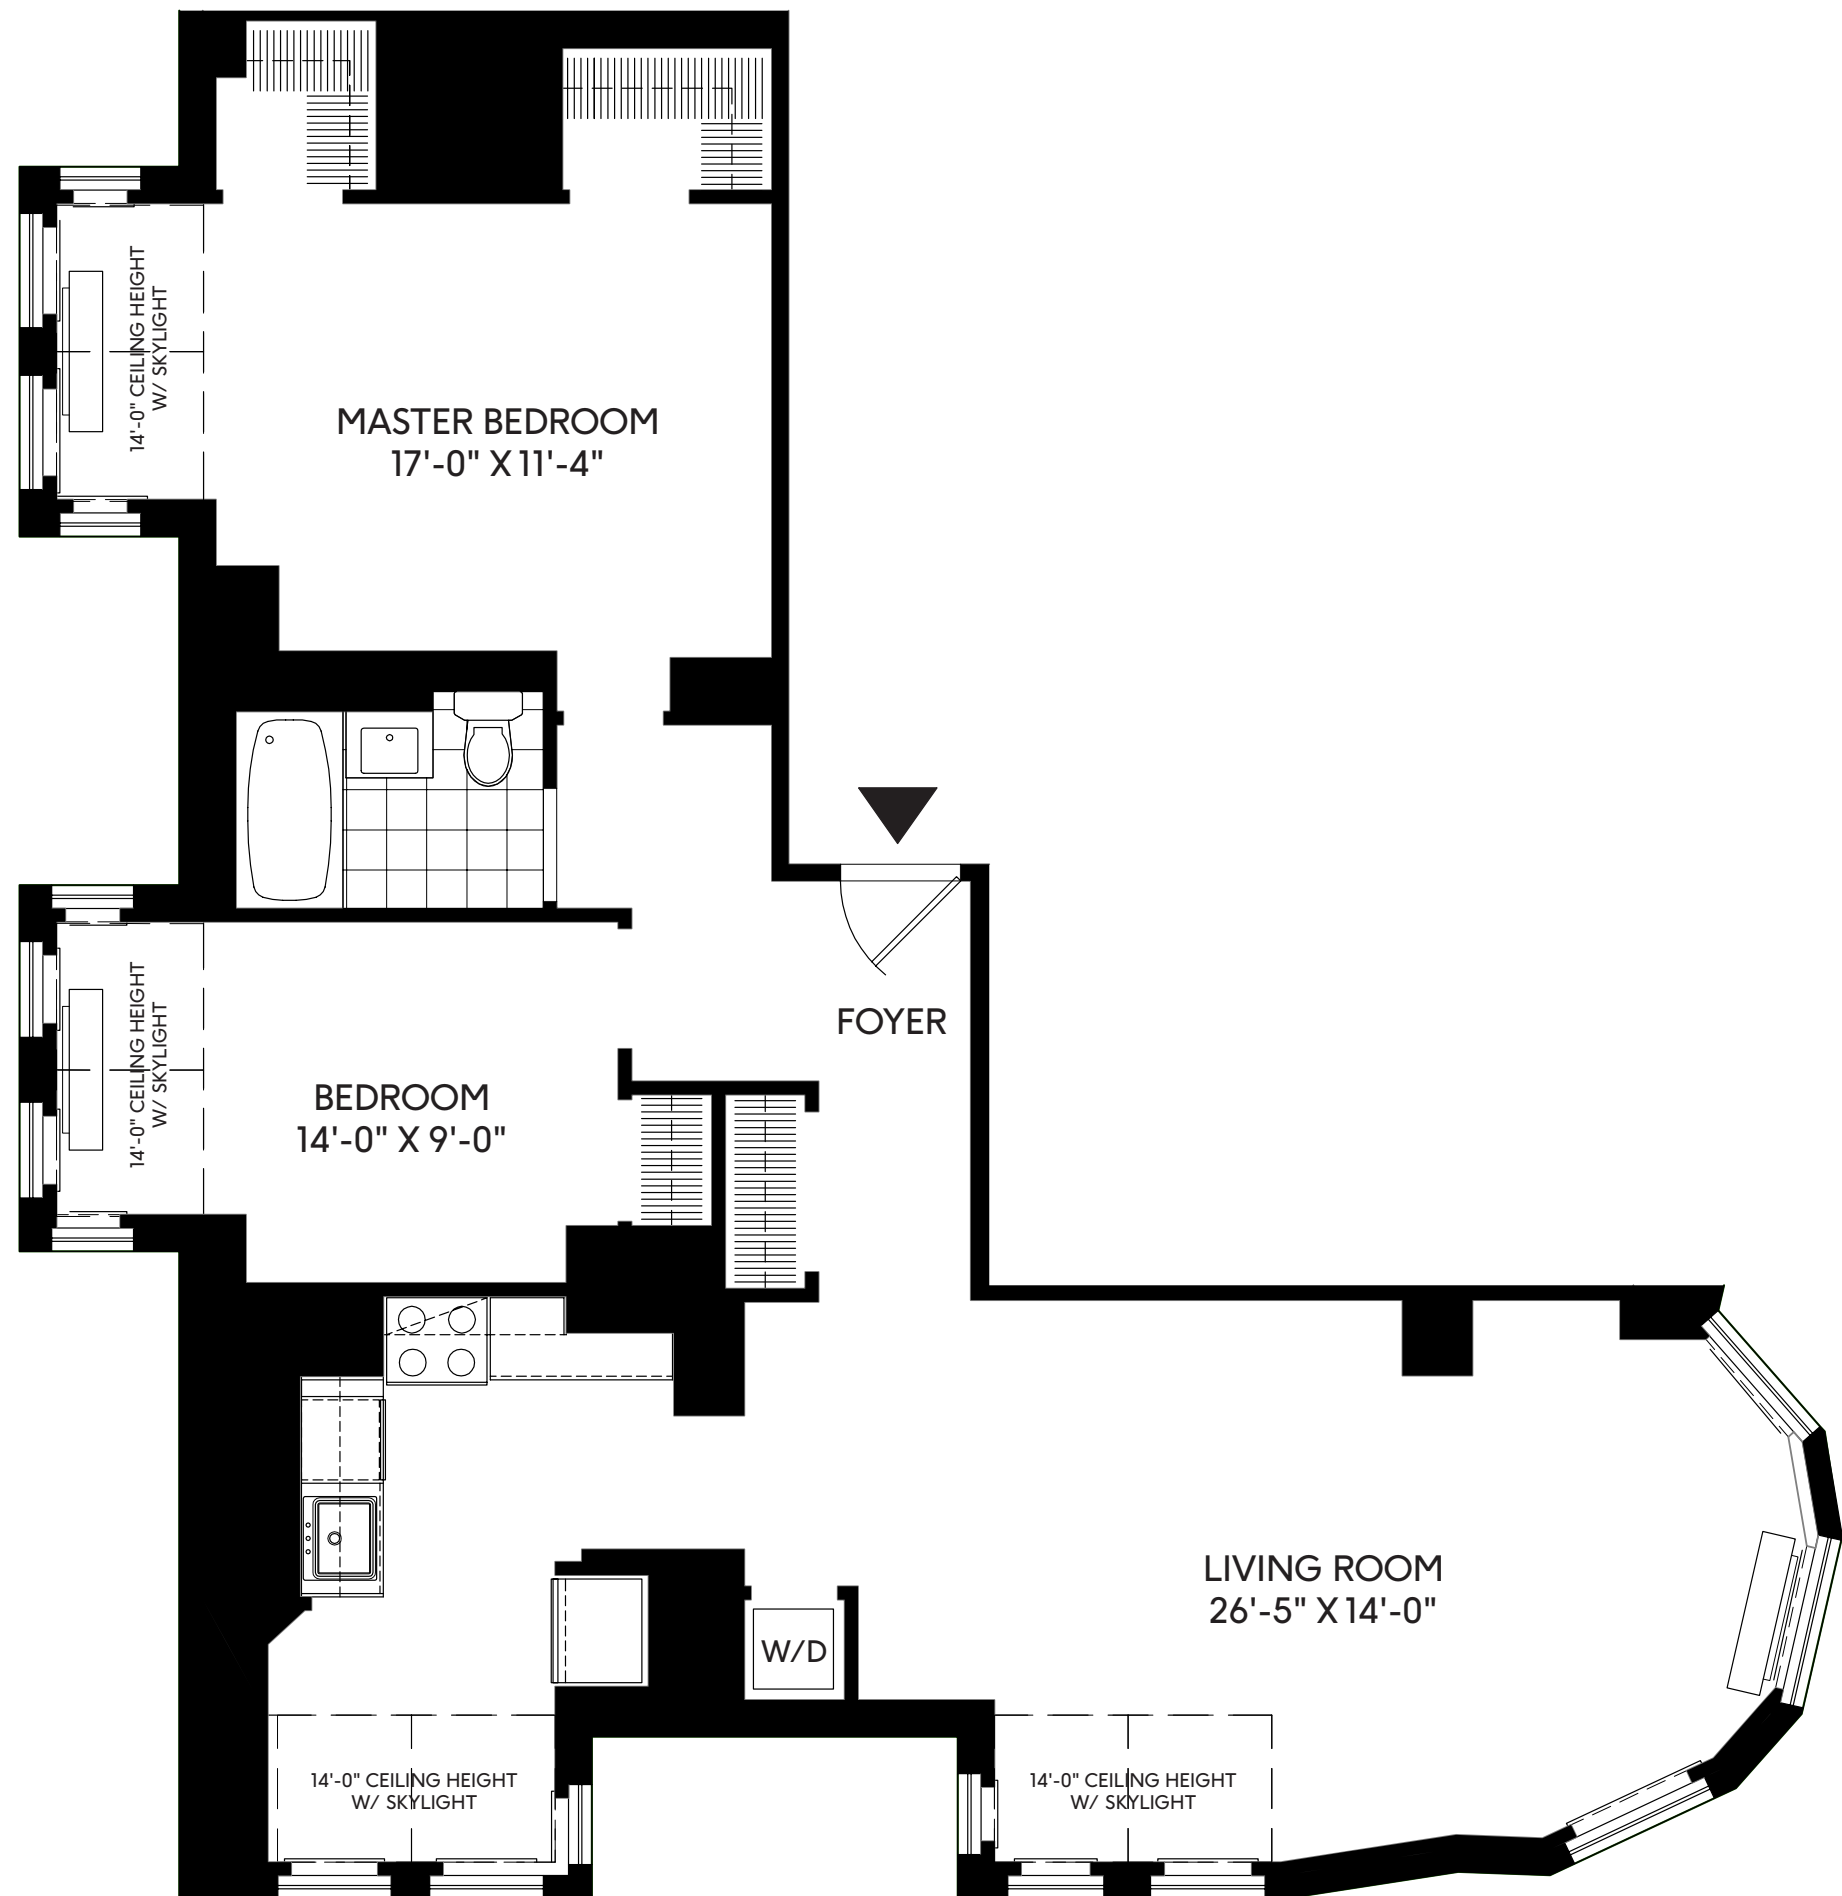 14'-0" CEILING HEIGHT
W/ SKYLIGHT
MASTER BEDROOM
17'-0" X 11'-4"
FOYER
14'-0" CEILING HEIGHT
W/ SKYLIGHT
BEDROOM
14'-0" X 9'-0"
LIVING ROOM
26'-5" X 14'-0"
W/D
14'-0" CEILING HEIGHT
W/ SKYLIGHT
14'-0" CEILING HEIGHT
W/ SKYLIGHT